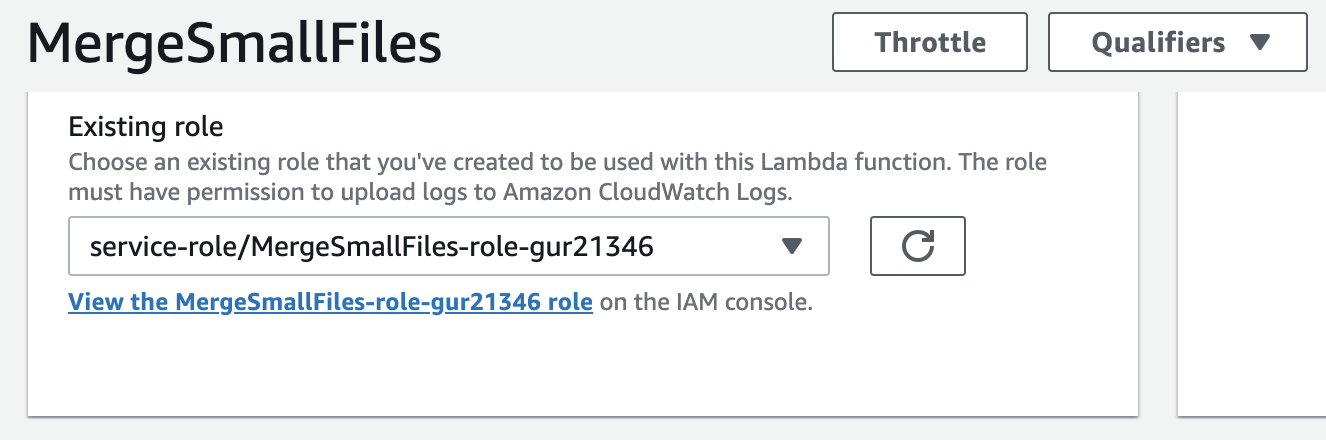 MergeSmallFiles
Throttle
Qualifiers
Existing role
Choose an existing role that you've created to be used with this Lambda function. The role
must have permission to upload logs to Amazon CloudWatch Logs.
service-role/MergeSmallFiles-role-gur21346
View the MergeSmallFiles-role-gur21346 role on the IAM console.